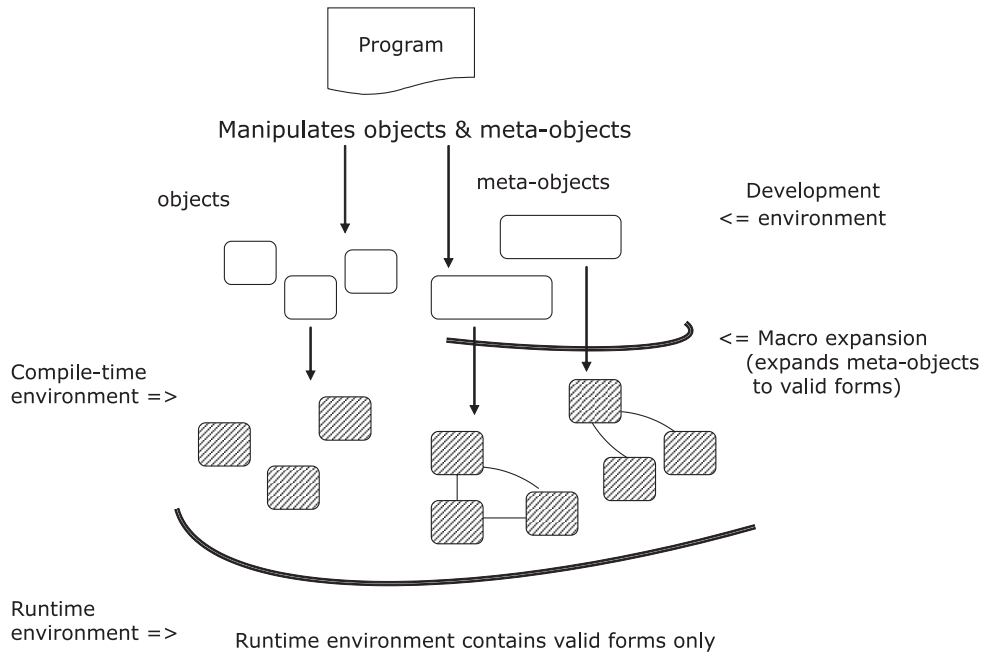 Program
Manipulates objects & meta-objects
objects
meta-objects
Development
<= environment
<= Macro expansion
(expands meta-objects
to valid forms)
Compile-time
environment =>
Runtime
environment =>
Runtime environment contains valid forms only